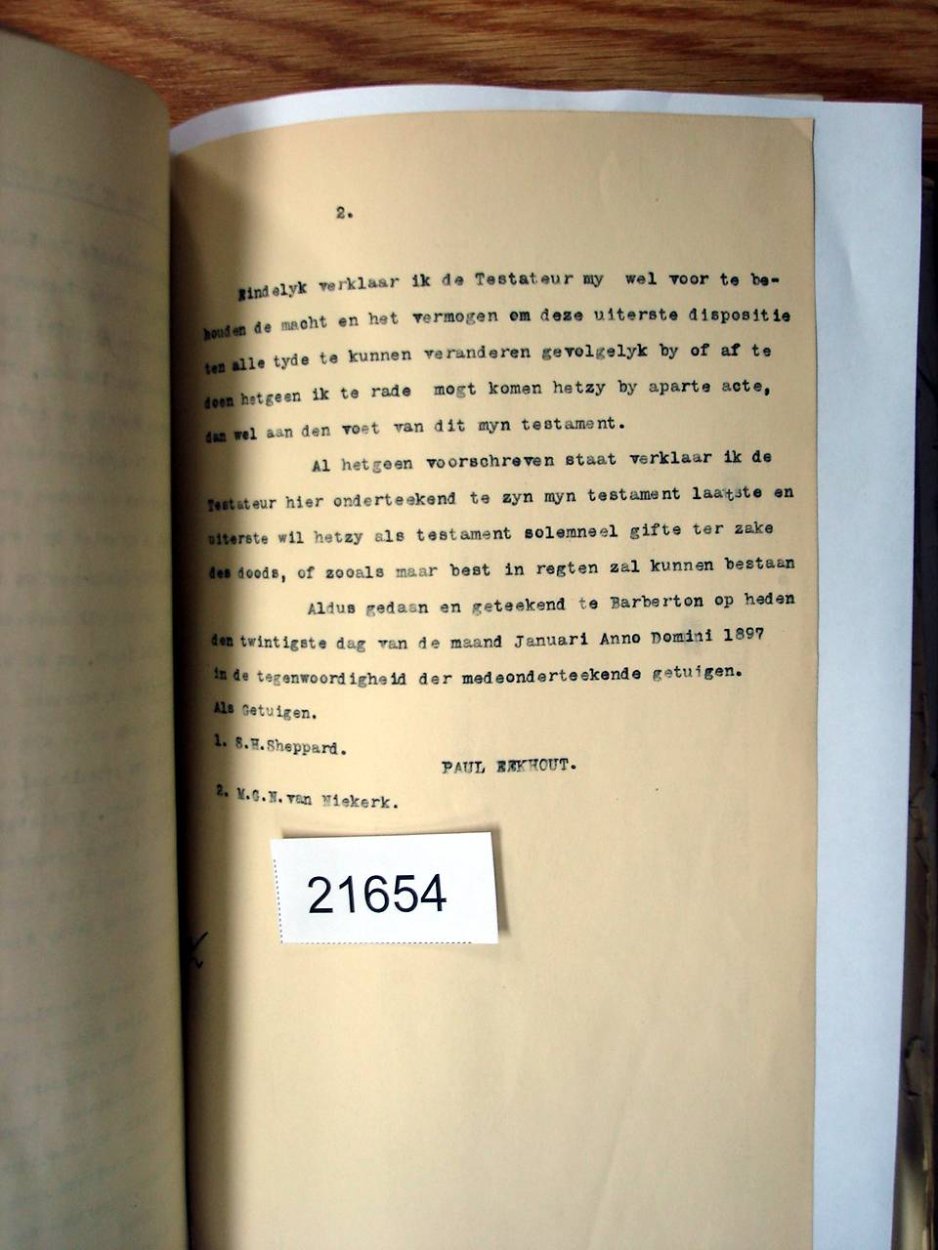 2.
Eindelyk verklaar ik de Testateur my wel voor te be-
houden de macht en het vermogen om deze uiterste dispositie
ten alle tyde te kunnen veranderen gevolgelyk by of af te
doen hetgeen ik te rade mogt komen hetzy by aparte acte,
dan wel aan den voet van dit myn testament.
Al hetgeen voorschreven staat verklaar ik de
Testateur hier onderteekend te zyn myn testament laatste en
uiterste wil hetzy als testament solemneel gifte ter zake
des doods, of zooals maar best in regten zal kunnen bestaan
Aldus gedaan en geteekend te Barberton op heden
den twintigste dag van de maand Januari Anno Domini 1897
in de tegenwoordigheid der medeonderteekende getuigen.
Als Getuigen.
1. S.H.Sheppard.
PAUL EEKHOUT.
2. M.C.N.van Niekerk.
21654